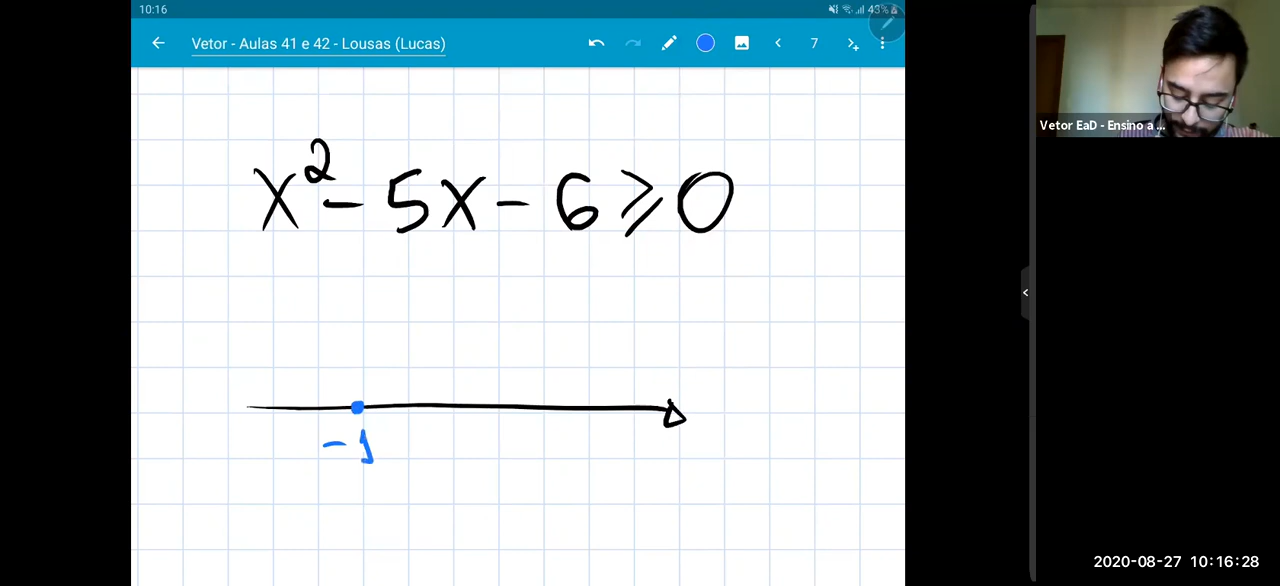 10:16
43%
Vetor - Aulas 41 e 42 - Lousas (Lucas)
7
x² - 5x - 6 ⩾ 0
-1
Vetor EaD - Ensino a ...
2020-08-27 10:16:28